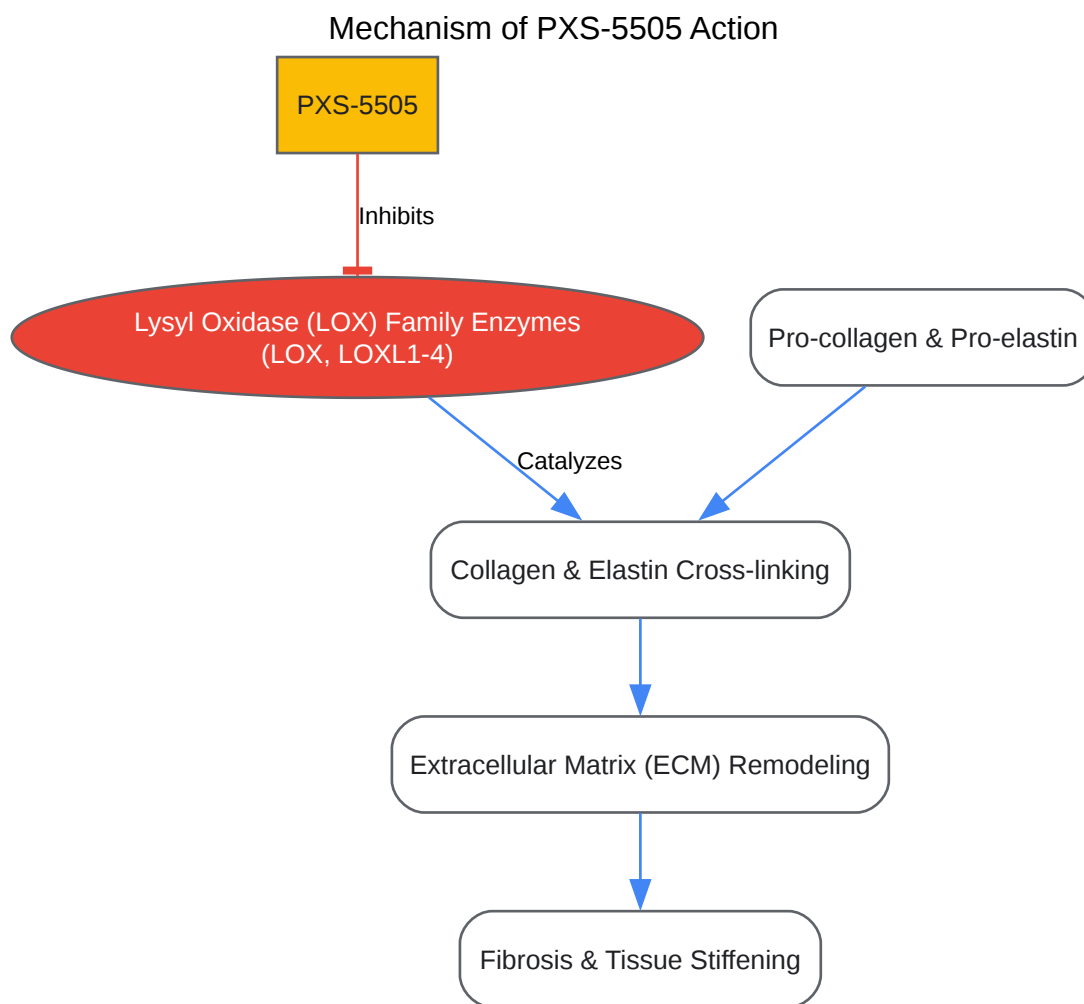 Mechanism of PXS-5505 Action
PXS-5505
Inhibits
Lysyl Oxidase (LOX) Family Enzymes
(LOX, LOXL1-4)
Pro-collagen & Pro-elastin
Catalyzes
Collagen & Elastin Cross-linking
Extracellular Matrix (ECM) Remodeling
Fibrosis & Tissue Stiffening